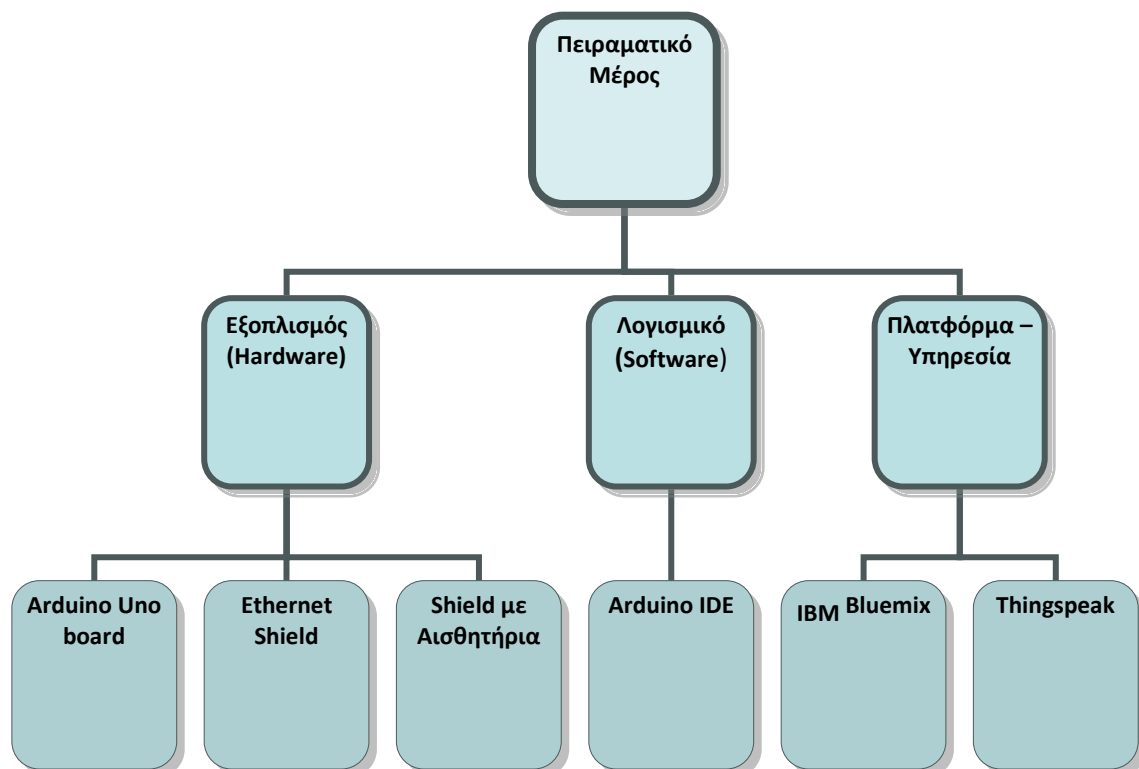 Πειραματικό
Μέρος
Εξοπλισμός
(Hardware)
Λογισμικό
(Software)
Πλατφόρμα –
Υπηρεσία
Arduino Uno
board
Ethernet
Shield
Shield με
Αισθητήρια
Arduino IDE
IBM Bluemix
Thingspeak